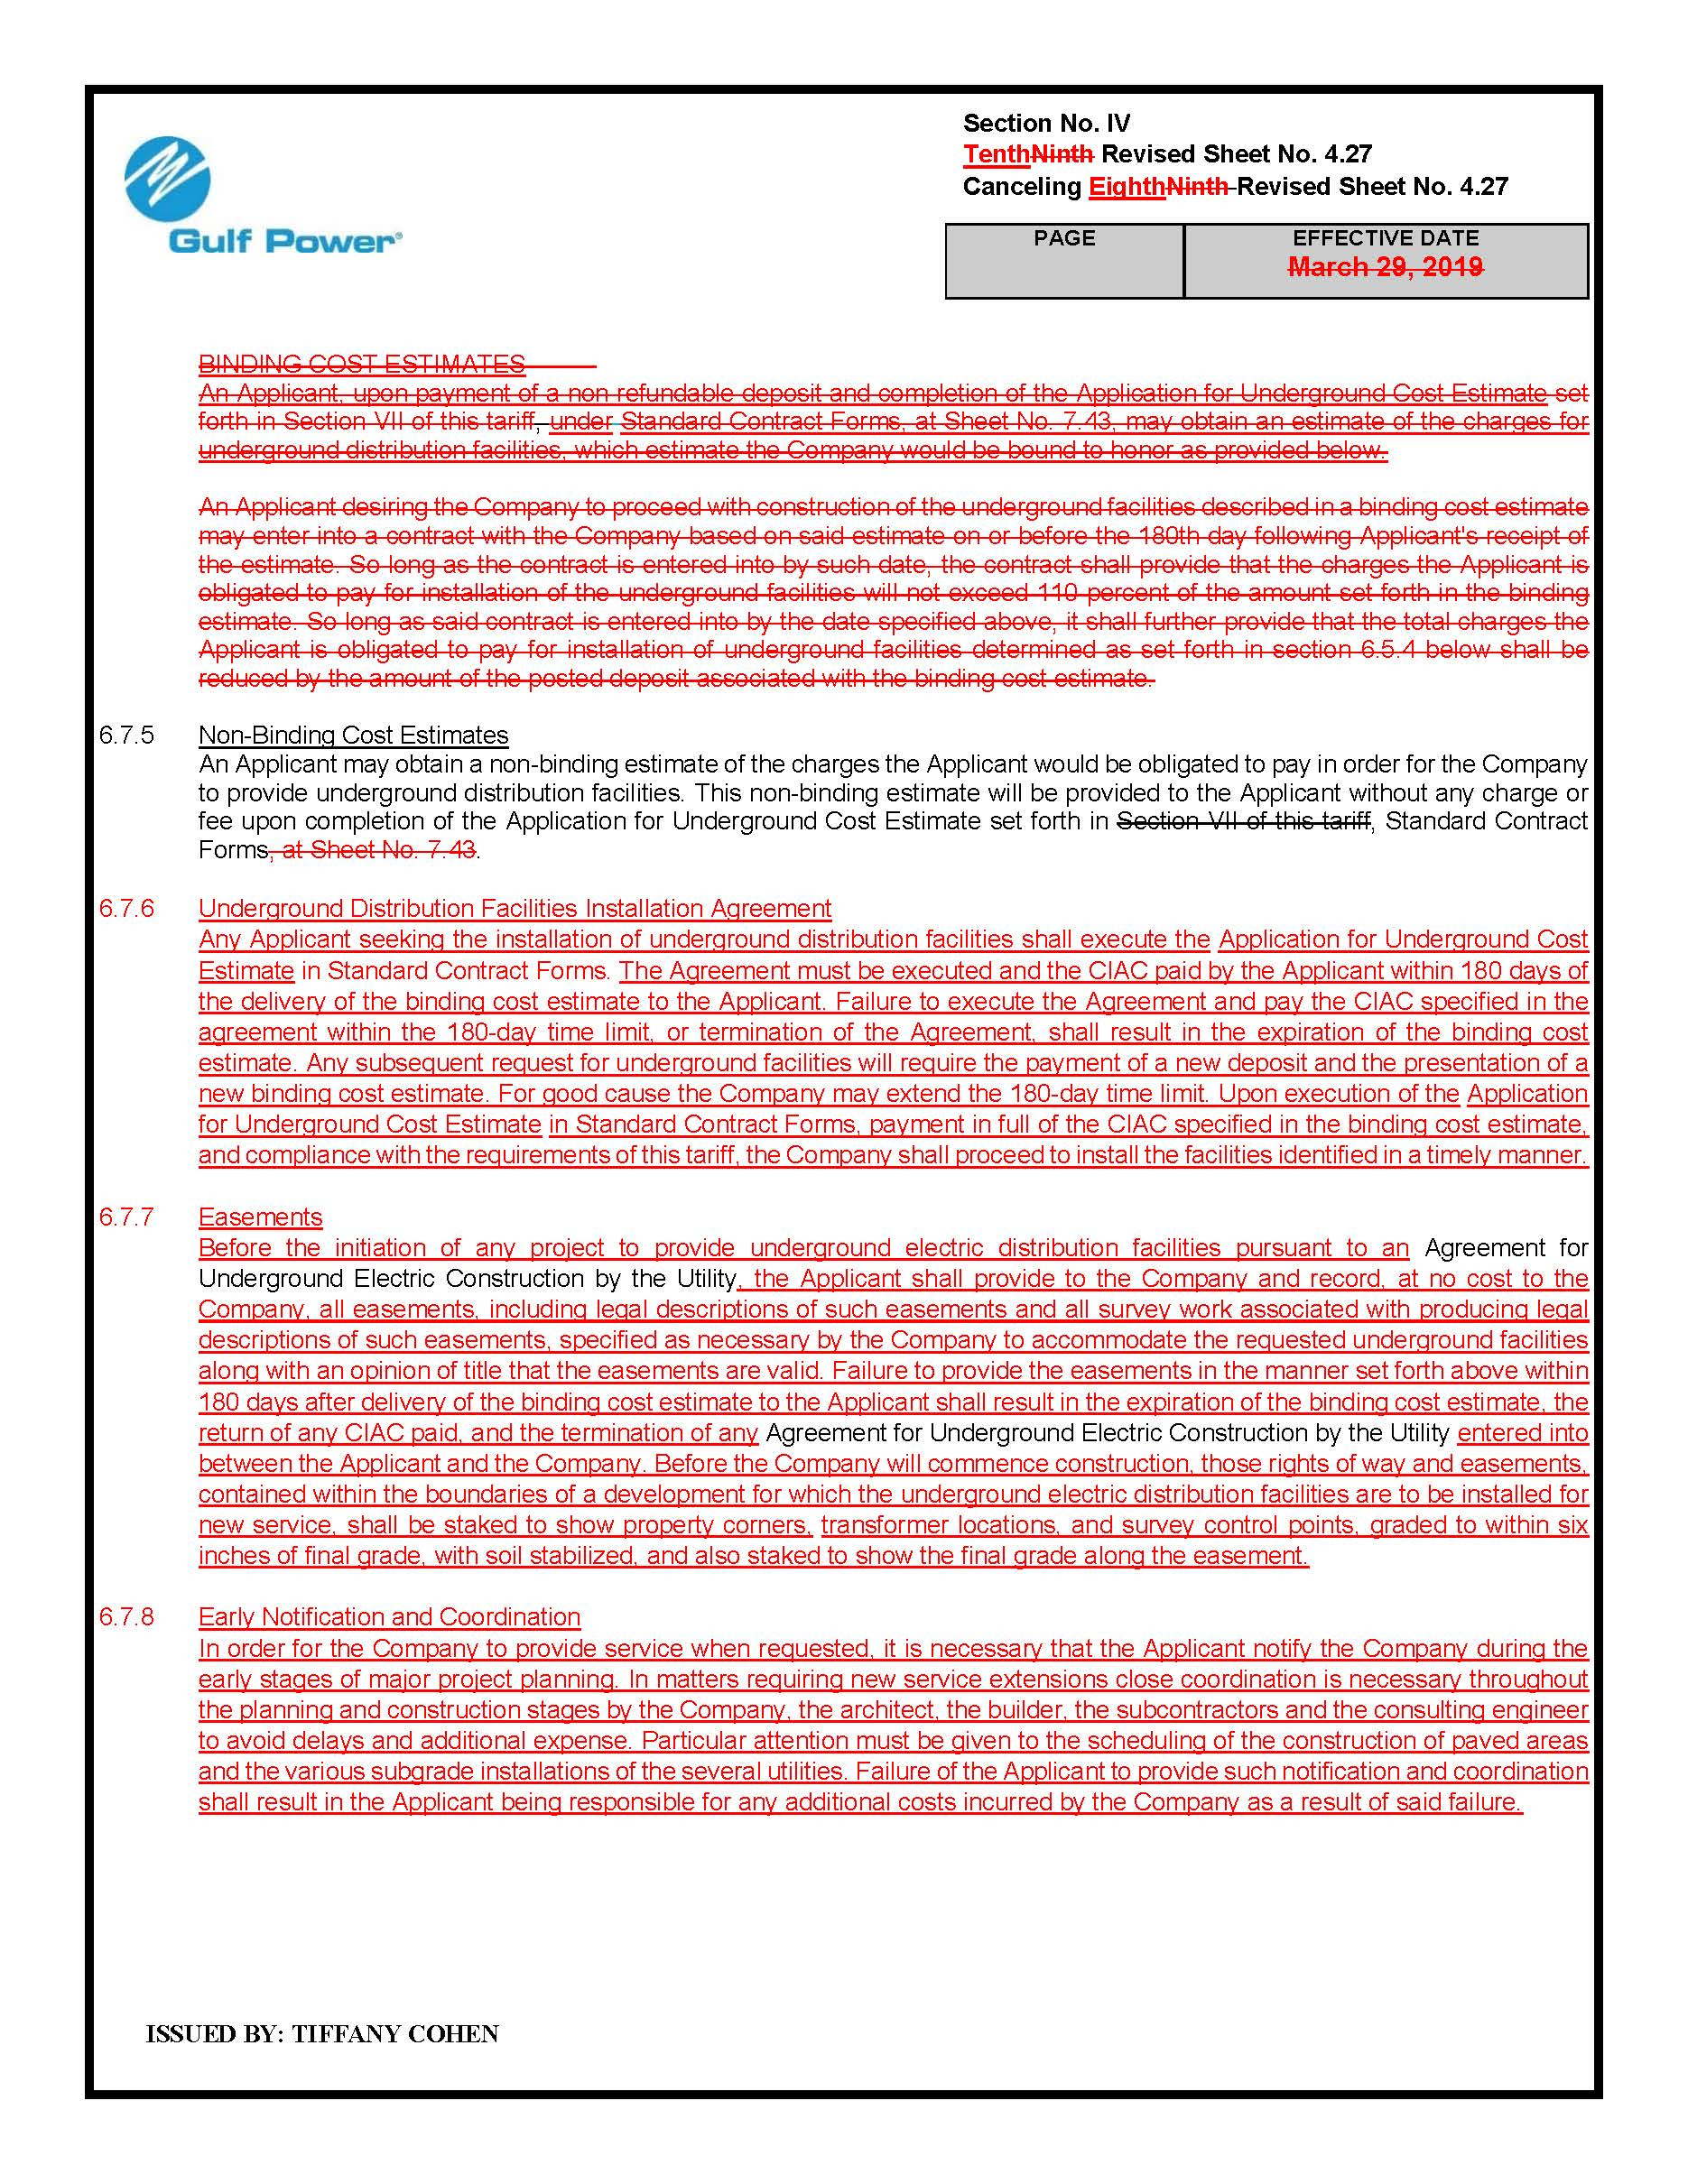 Section No. IV
TenthNinth Revised Sheet No. 4.27
Canceling EighthNinth Revised Sheet No. 4.27
Gulf Power®
PAGE
EFFECTIVE DATE
March 29, 2019
BINDING COST ESTIMATES
An Applicant, upon payment of a non refundable deposit and completion of the Application for Underground Cost Estimate set
forth in Section VII of this tariff, under Standard Contract Forms, at Sheet No. 7.43, may obtain an estimate of the charges for
underground distribution facilities, which estimate the Company would be bound to honor as provided below.
An Applicant desiring the Company to proceed with construction of the underground facilities described in a binding cost estimate
may enter into a contract with the Company based on said estimate on or before the 180th day following Applicant's receipt of
the estimate. So long as the contract is entered into by such date, the contract shall provide that the charges the Applicant is
obligated to pay for installation of the underground facilities will not exceed 110 percent of the amount set forth in the binding
estimate. So long as said contract is entered into by the date specified above, it shall further provide that the total charges the
Applicant is obligated to pay for installation of underground facilities determined as set forth in section 6.5.4 below shall be
reduced by the amount of the posted deposit associated with the binding cost estimate.
6.7.5 Non-Binding Cost Estimates
An Applicant may obtain a non-binding estimate of the charges the Applicant would be obligated to pay in order for the Company
to provide underground distribution facilities. This non-binding estimate will be provided to the Applicant without any charge or
fee upon completion of the Application for Underground Cost Estimate set forth in Section VII of this tariff, Standard Contract
Forms, at Sheet No. 7.43.
6.7.6 Underground Distribution Facilities Installation Agreement
Any Applicant seeking the installation of underground distribution facilities shall execute the Application for Underground Cost
Estimate in Standard Contract Forms. The Agreement must be executed and the CIAC paid by the Applicant within 180 days of
the delivery of the binding cost estimate to the Applicant. Failure to execute the Agreement and pay the CIAC specified in the
agreement within the 180-day time limit, or termination of the Agreement, shall result in the expiration of the binding cost
estimate. Any subsequent request for underground facilities will require the payment of a new deposit and the presentation of a
new binding cost estimate. For good cause the Company may extend the 180-day time limit. Upon execution of the Application
for Underground Cost Estimate in Standard Contract Forms, payment in full of the CIAC specified in the binding cost estimate,
and compliance with the requirements of this tariff, the Company shall proceed to install the facilities identified in a timely manner.
6.7.7 Easements
Before the initiation of any project to provide underground electric distribution facilities pursuant to an Agreement for
Underground Electric Construction by the Utility, the Applicant shall provide to the Company and record, at no cost to the
Company, all easements, including legal descriptions of such easements and all survey work associated with producing legal
descriptions of such easements, specified as necessary by the Company to accommodate the requested underground facilities
along with an opinion of title that the easements are valid. Failure to provide the easements in the manner set forth above within
180 days after delivery of the binding cost estimate to the Applicant shall result in the expiration of the binding cost estimate, the
return of any CIAC paid, and the termination of any Agreement for Underground Electric Construction by the Utility entered into
between the Applicant and the Company. Before the Company will commence construction, those rights of way and easements,
contained within the boundaries of a development for which the underground electric distribution facilities are to be installed for
new service, shall be staked to show property corners, transformer locations, and survey control points, graded to within six
inches of final grade, with soil stabilized, and also staked to show the final grade along the easement.
6.7.8 Early Notification and Coordination
In order for the Company to provide service when requested, it is necessary that the Applicant notify the Company during the
early stages of major project planning. In matters requiring new service extensions close coordination is necessary throughout
the planning and construction stages by the Company, the architect, the builder, the subcontractors and the consulting engineer
to avoid delays and additional expense. Particular attention must be given to the scheduling of the construction of paved areas
and the various subgrade installations of the several utilities. Failure of the Applicant to provide such notification and coordination
shall result in the Applicant being responsible for any additional costs incurred by the Company as a result of said failure.
ISSUED BY: TIFFANY COHEN